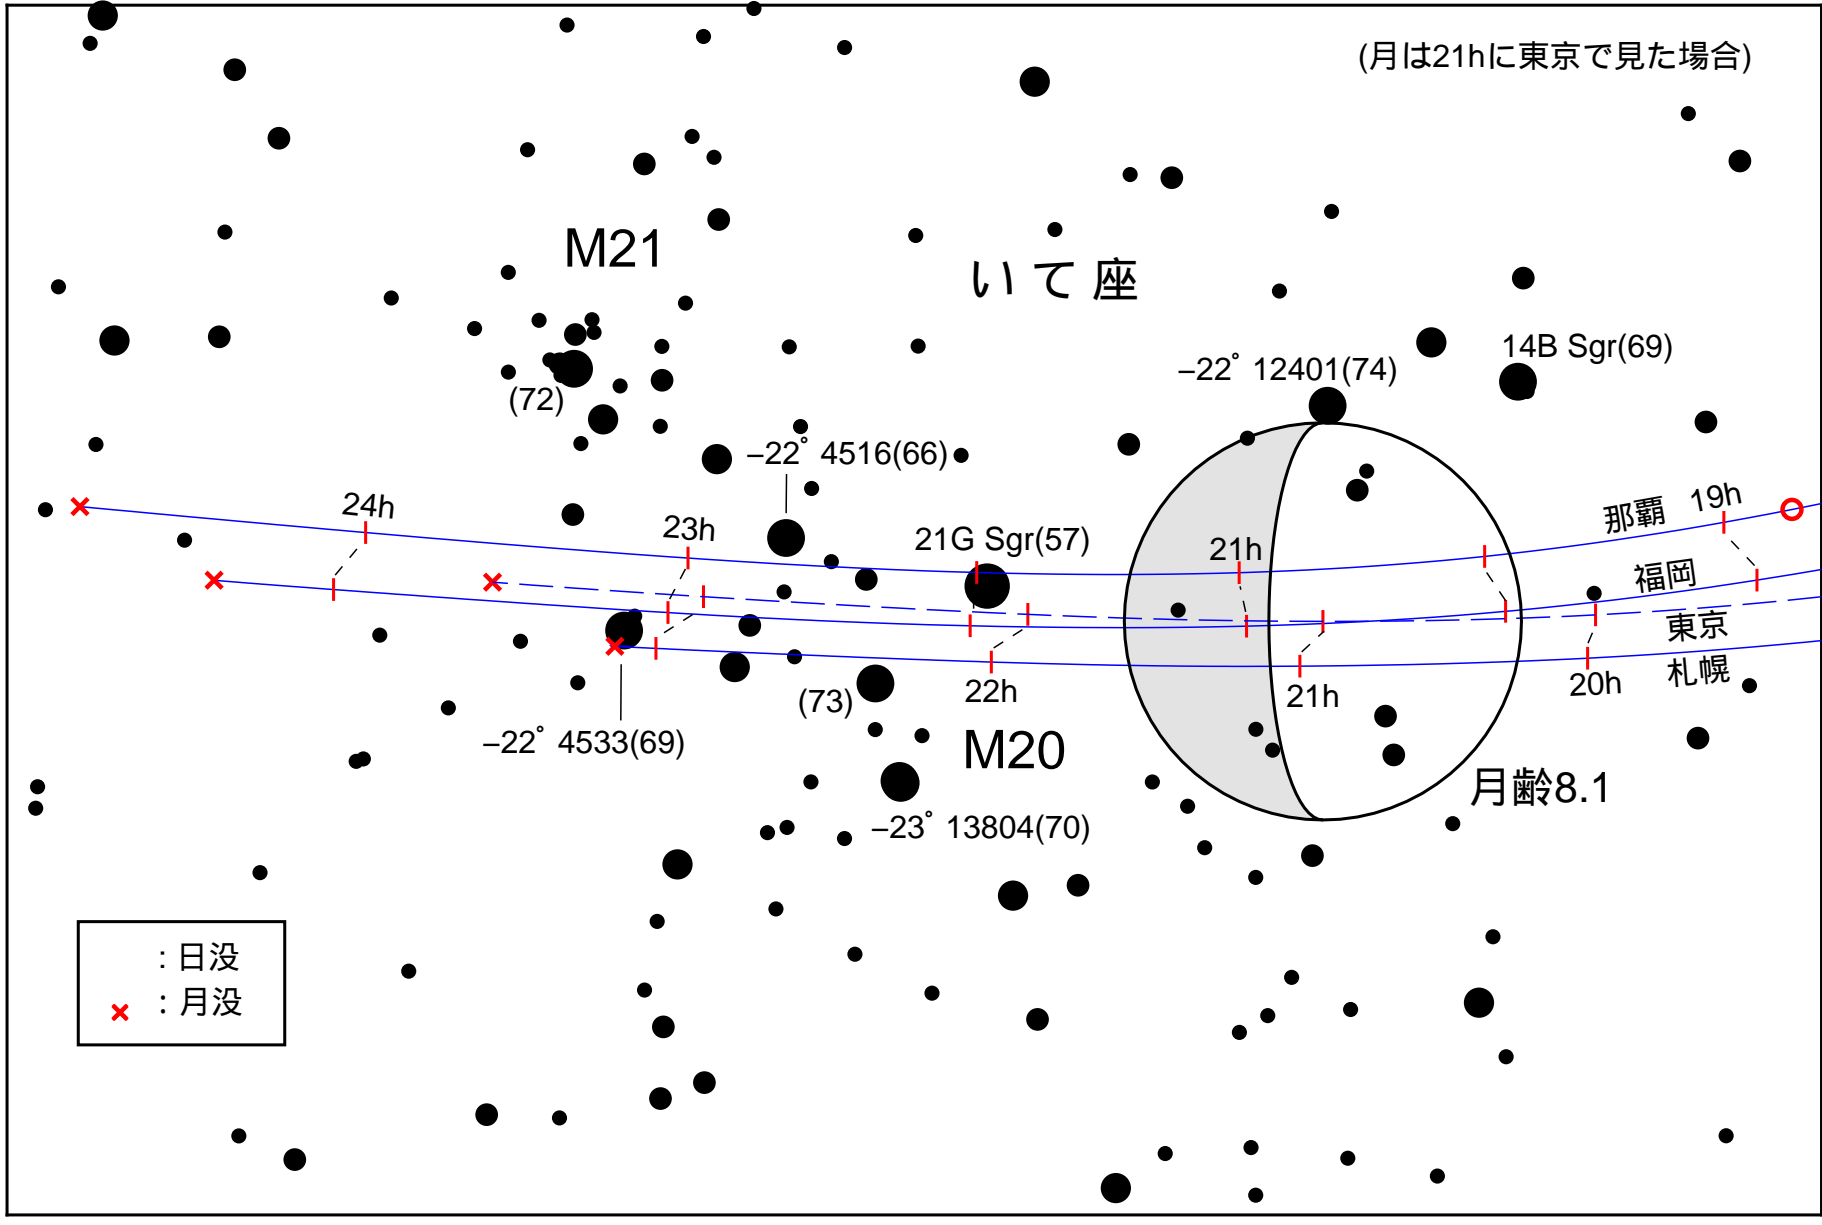 (月は21hに東京で見た場合)
M21
いて座
14B Sgr(69)
–22° 12401(74)
(72)
–22° 4516(66)
24h
23h
21G Sgr(57)
21h
那覇 19h
福岡
東京
札幌
22h
21h
20h
(73)
–22° 4533(69)
M20
月齢8.1
–23° 13804(70)
: 日没
× : 月没